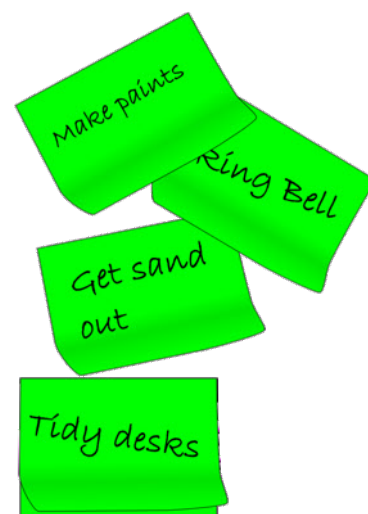 Make paints
Ring Bell
Get sand
out
Tidy desks